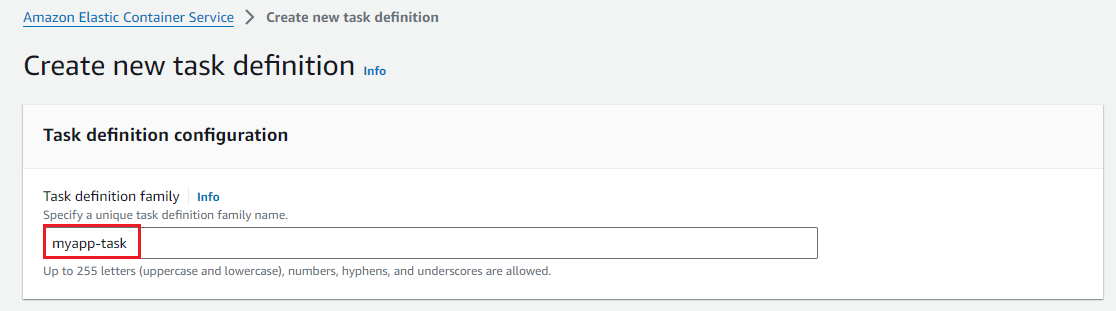 Amazon Elastic Container Service > Create new task definition
Create new task definition Info
Task definition configuration
Task definition family Info
Specify a unique task definition family name.
myapp-task
Up to 255 letters (uppercase and lowercase), numbers, hyphens, and underscores are allowed.